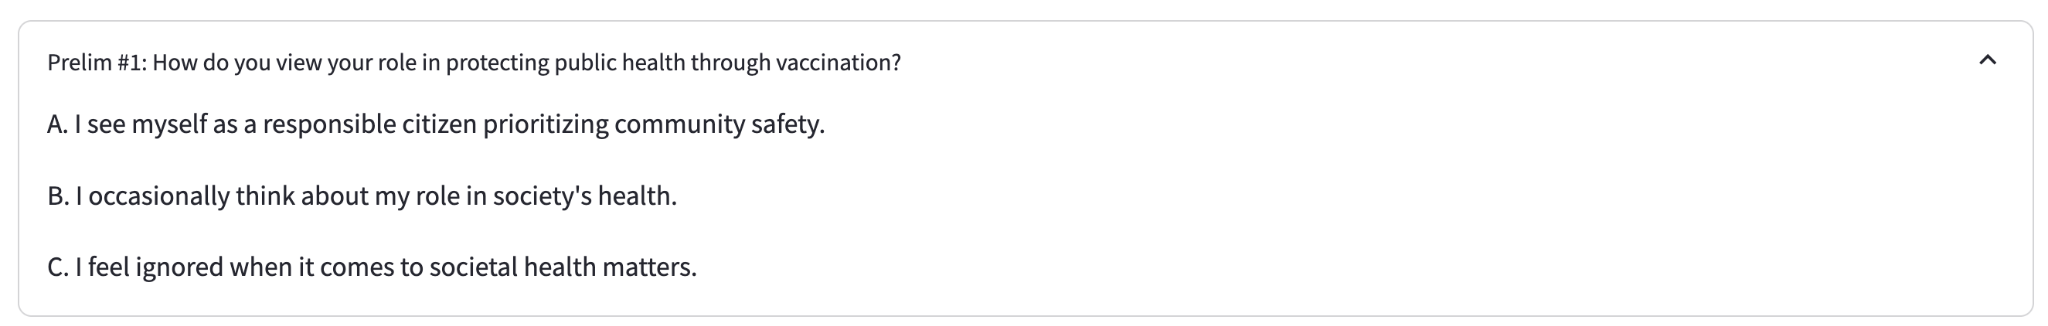 Prelim #1: How do you view your role in protecting public health through vaccination?
A. I see myself as a responsible citizen prioritizing community safety.
B. I occasionally think about my role in society's health.
C. I feel ignored when it comes to societal health matters.